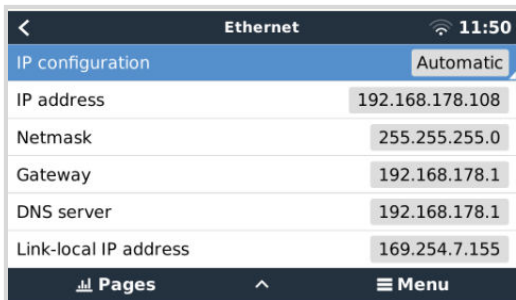 Ethernet 11:50
IP configuration Automatic
IP address 192.168.178.108
Netmask 255.255.255.0
Gateway 192.168.178.1
DNS server 192.168.178.1
Link-local IP address 169.254.7.155
Pages Menu